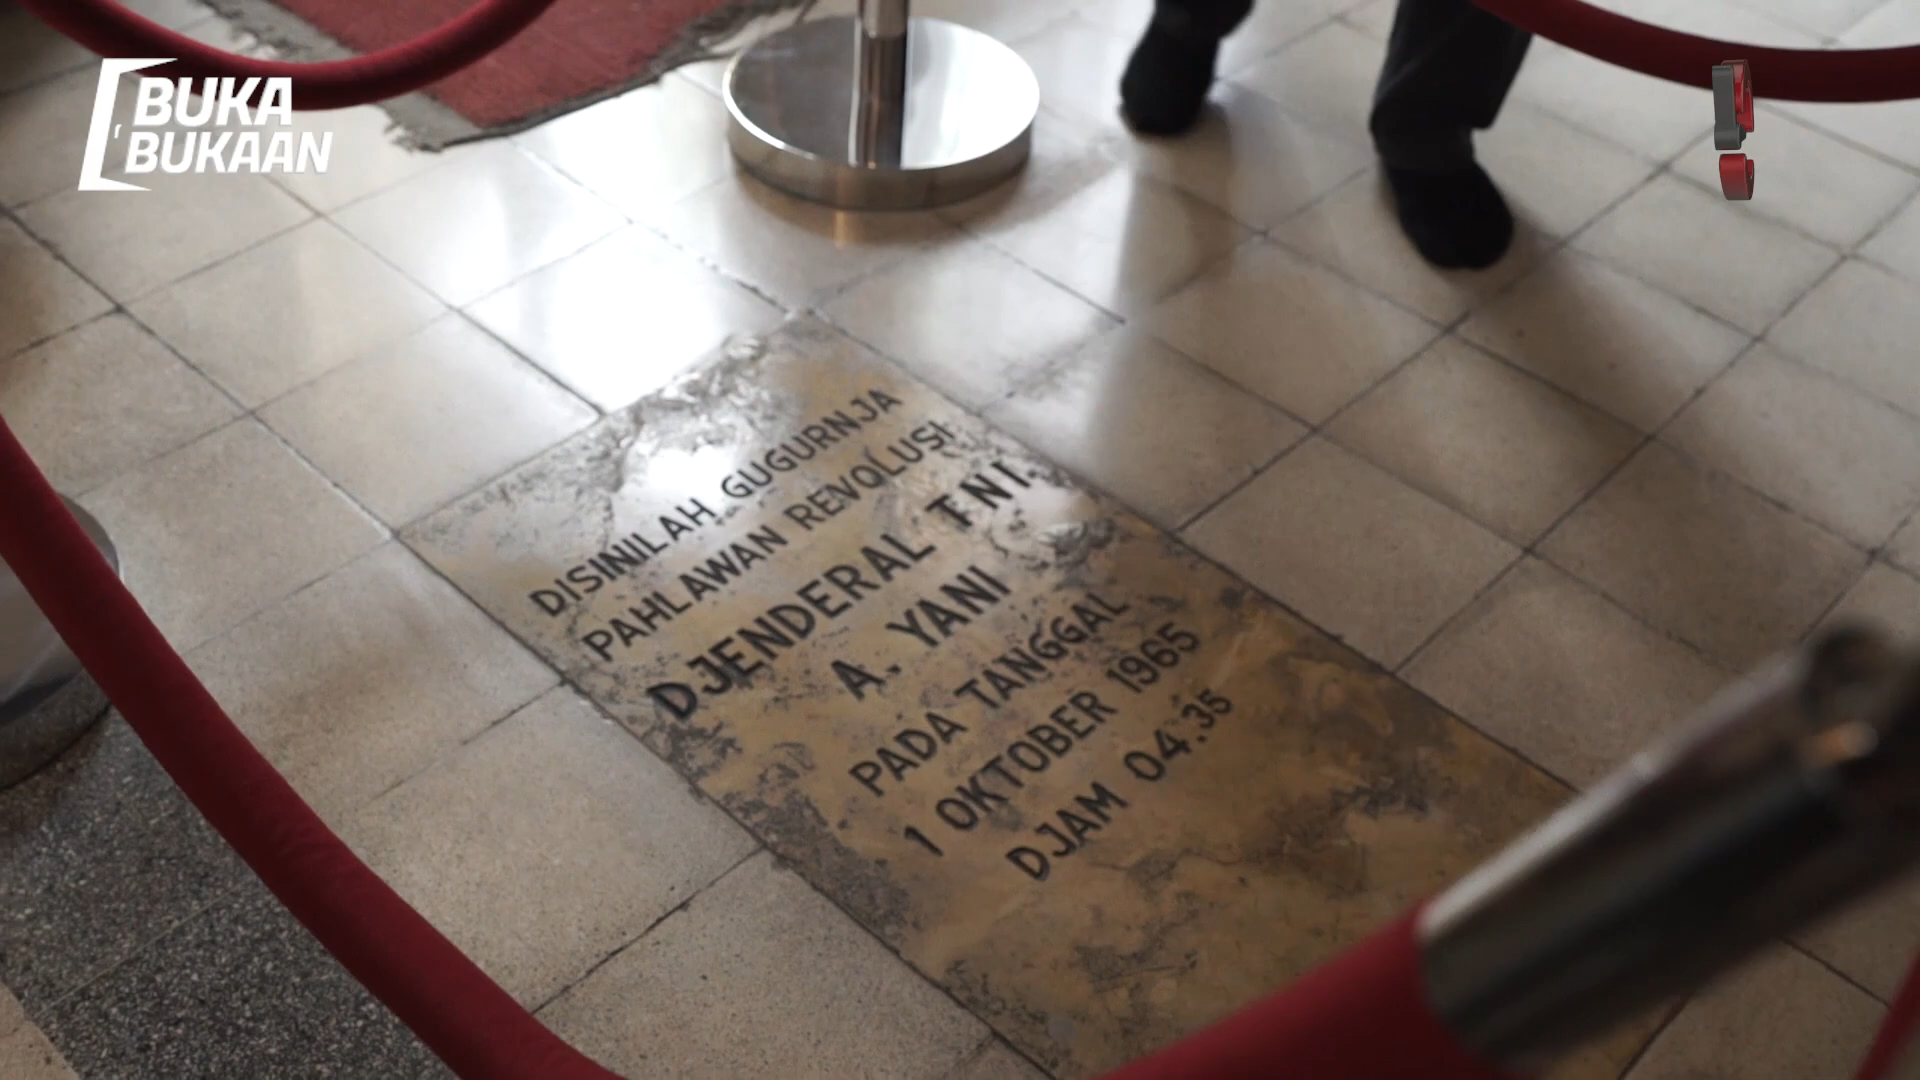 BUKA
BUKAAN
DISINILAH GUGURNJA
PAHLAWAN REVOLUSI
DJENDERAL TNI.
A. YANI
PADA TANGGAL
1 OKTOBER 1965
DJAM 04.35